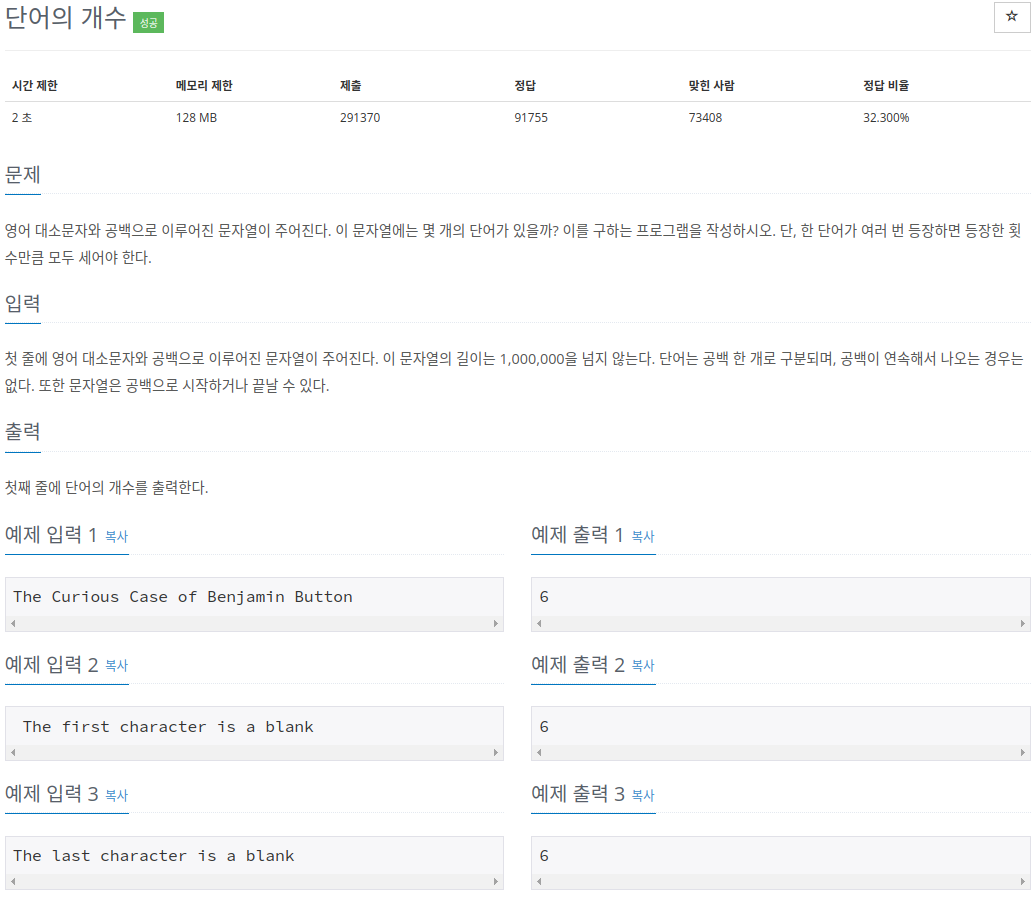 단어의 개수 성공
☆
시간 제한 메모리 제한 제출 정답 맞힌 사람 정답 비율
2 초 128 MB 291370 91755 73408 32.300%
문제
영어 대소문자와 공백으로 이루어진 문자열이 주어진다. 이 문자열에는 몇 개의 단어가 있을까? 이를 구하는 프로그램을 작성하시오. 단, 한 단어가 여러 번 등장하면 등장한 횟
수만큼 모두 세어야 한다.
입력
첫 줄에 영어 대소문자와 공백으로 이루어진 문자열이 주어진다. 이 문자열의 길이는 1,000,000을 넘지 않는다. 단어는 공백 한 개로 구분되며, 공백이 연속해서 나오는 경우는
없다. 또한 문자열은 공백으로 시작하거나 끝날 수 있다.
출력
첫째 줄에 단어의 개수를 출력한다.
예제 입력 1 복사
The Curious Case of Benjamin Button
예제 출력 1 복사
6
예제 입력 2 복사
 The first character is a blank
예제 출력 2 복사
6
예제 입력 3 복사
The last character is a blank
예제 출력 3 복사
6